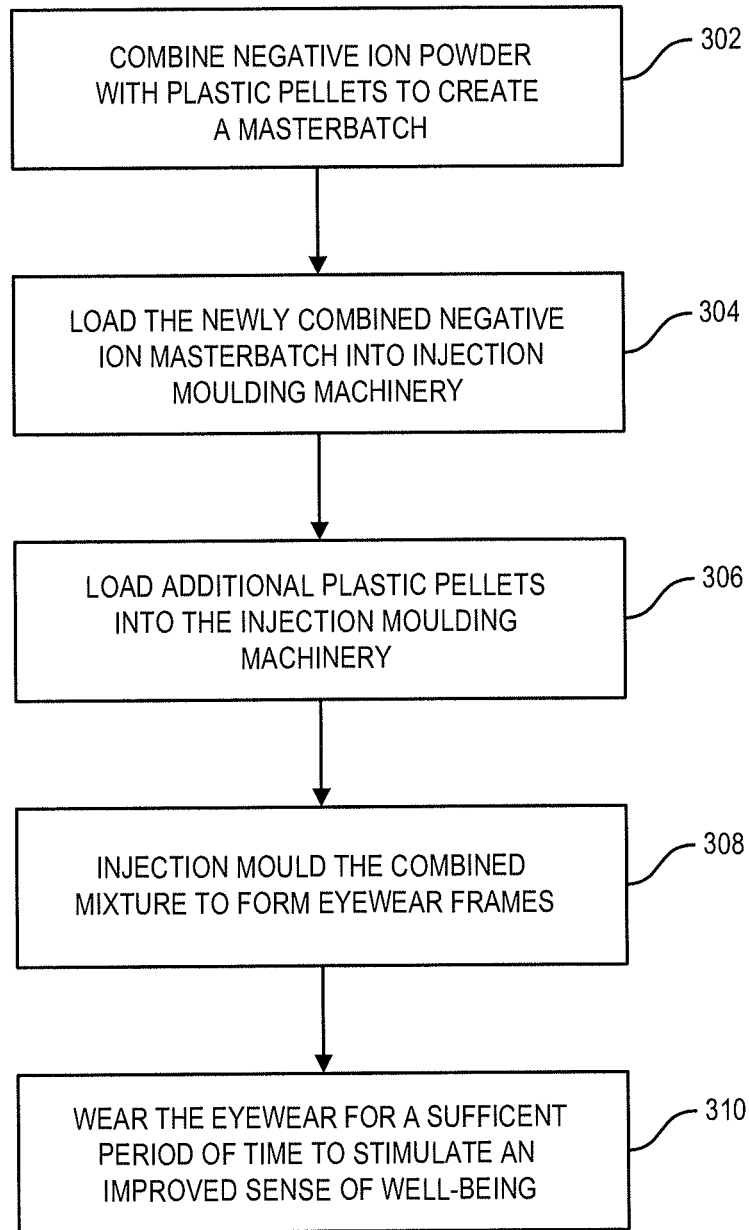 COMBINE NEGATIVE ION POWDER
WITH PLASTIC PELLETS TO CREATE
A MASTERBATCH
302
LOAD THE NEWLY COMBINED NEGATIVE
ION MASTERBATCH INTO INJECTION
MOULDING MACHINERY
304
LOAD ADDITIONAL PLASTIC PELLETS
INTO THE INJECTION MOULDING
MACHINERY
306
INJECTION MOULD THE COMBINED
MIXTURE TO FORM EYEWEAR FRAMES
308
WEAR THE EYEWEAR FOR A SUFFICENT
PERIOD OF TIME TO STIMULATE AN
IMPROVED SENSE OF WELL-BEING
310